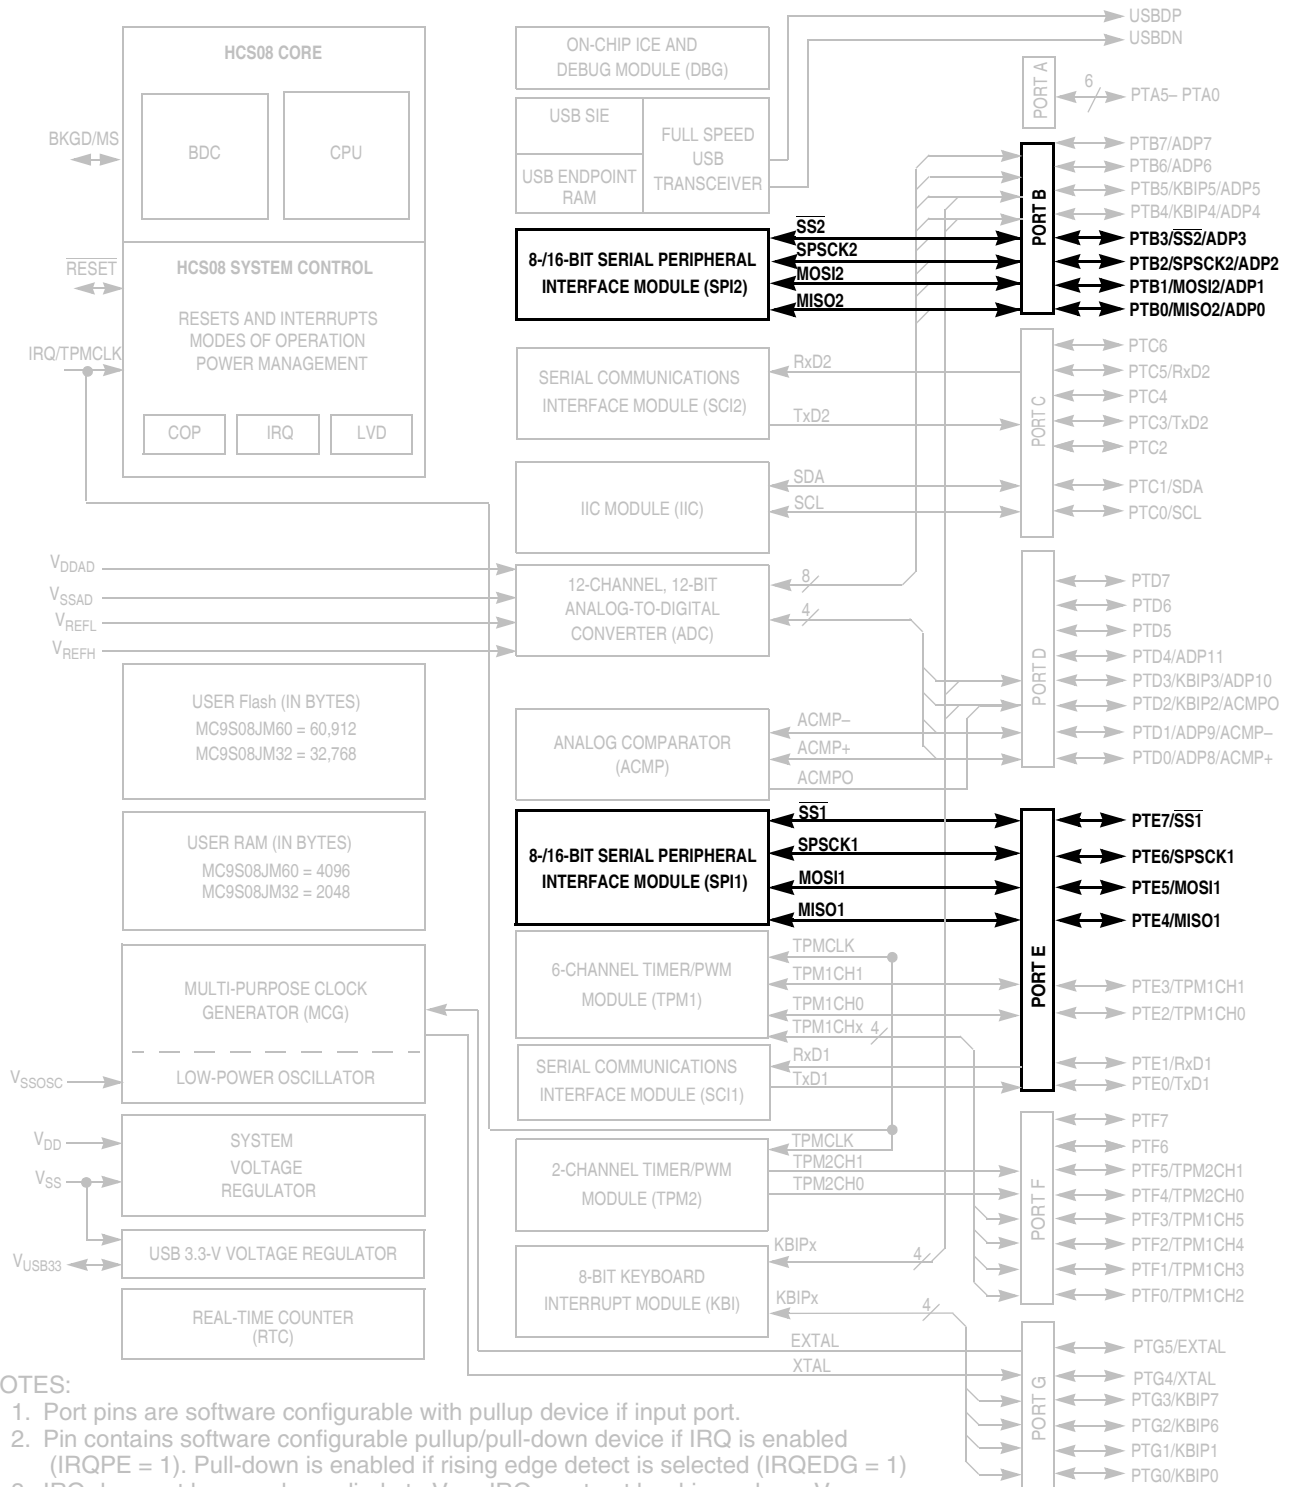 USBDP
USBDN
HCS08 CORE
BDC
CPU
BKGD/MS
HCS08 SYSTEM CONTROL
RESET
RESETS AND INTERRUPTS
MODES OF OPERATION
POWER MANAGEMENT
IRQ/TPMCLK
COP
IRQ
LVD
ON-CHIP ICE AND
DEBUG MODULE (DBG)
USB SIE
USB ENDPOINT
RAM
FULL SPEED
USB
TRANSCEIVER
8-/16-BIT SERIAL PERIPHERAL
INTERFACE MODULE (SPI2)
SS2
SPSCK2
MOSI2
MISO2
SERIAL COMMUNICATIONS
INTERFACE MODULE (SCI2)
RxD2
TxD2
IIC MODULE (IIC)
SDA
SCL
VDDAD
VSSAD
VREFL
VREFH
12-CHANNEL, 12-BIT
ANALOG-TO-DIGITAL
CONVERTER (ADC)
8
4
USER Flash (IN BYTES)
MC9S08JM60 = 60,912
MC9S08JM32 = 32,768
ANALOG COMPARATOR
(ACMP)
ACMP–
ACMP+
ACMPO
USER RAM (IN BYTES)
MC9S08JM60 = 4096
MC9S08JM32 = 2048
8-/16-BIT SERIAL PERIPHERAL
INTERFACE MODULE (SPI1)
SS1
SPSCK1
MOSI1
MISO1
MULTI-PURPOSE CLOCK
GENERATOR (MCG)
LOW-POWER OSCILLATOR
VSSOSC
6-CHANNEL TIMER/PWM
MODULE (TPM1)
TPMCLK
TPM1CH1
TPM1CH0
TPM1CHx
4
SERIAL COMMUNICATIONS
INTERFACE MODULE (SCI1)
RxD1
TxD1
VDD
VSS
SYSTEM
VOLTAGE
REGULATOR
2-CHANNEL TIMER/PWM
MODULE (TPM2)
TPMCLK
TPM2CH1
TPM2CH0
VUSB33
USB 3.3-V VOLTAGE REGULATOR
8-BIT KEYBOARD
INTERRUPT MODULE (KBI)
KBIPx
4
KBIPx
4
REAL-TIME COUNTER
(RTC)
EXTAL
XTAL
PORT A
6
PTA5– PTA0
PORT B
PTB7/ADP7
PTB6/ADP6
PTB5/KBIP5/ADP5
PTB4/KBIP4/ADP4
PTB3/SS2/ADP3
PTB2/SPSCK2/ADP2
PTB1/MOSI2/ADP1
PTB0/MISO2/ADP0
PORT C
PTC6
PTC5/RxD2
PTC4
PTC3/TxD2
PTC2
PTC1/SDA
PTC0/SCL
PORT D
PTD7
PTD6
PTD5
PTD4/ADP11
PTD3/KBIP3/ADP10
PTD2/KBIP2/ACMPO
PTD1/ADP9/ACMP–
PTD0/ADP8/ACMP+
PORT E
PTE7/SS1
PTE6/SPSCK1
PTE5/MOSI1
PTE4/MISO1
PTE3/TPM1CH1
PTE2/TPM1CH0
PTE1/RxD1
PTE0/TxD1
PORT F
PTF7
PTF6
PTF5/TPM2CH1
PTF4/TPM2CH0
PTF3/TPM1CH5
PTF2/TPM1CH4
PTF1/TPM1CH3
PTF0/TPM1CH2
PORT G
PTG5/EXTAL
PTG4/XTAL
PTG3/KBIP7
PTG2/KBIP6
PTG1/KBIP1
PTG0/KBIP0
OTES:
1. Port pins are software configurable with pullup device if input port.
2. Pin contains software configurable pullup/pull-down device if IRQ is enabled
(IRQPE = 1). Pull-down is enabled if rising edge detect is selected (IRQEDG = 1)